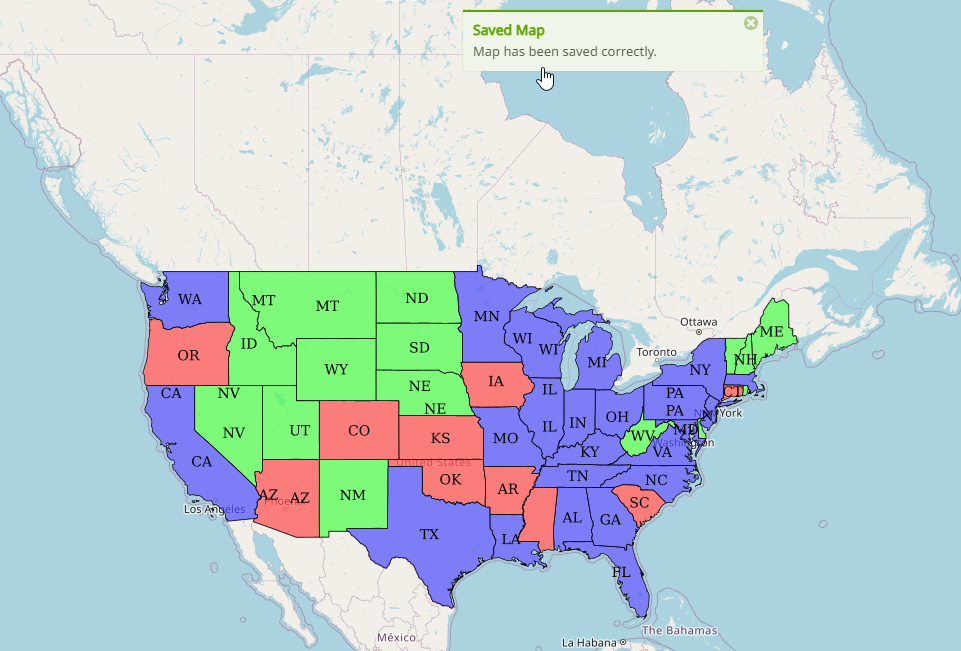 Saved Map
Map has been saved correctly.
Ottawa
Toronto
WA
MT
MT
ND
MN
ME
OR
ID
SD
WI
WI
MI
NY
NH
WY
IA
CA
NV
NE
NE
IL
PA
CT
PA
New York
NV
UT
CO
KS
MO
IL
IN
OH
WV
MD
NJ
Washington
VA
KY
CA
United States
OK
TN
NC
AZ
AZ
Phoenix
NM
AR
SC
Los Angeles
TX
LA
AL
GA
FL
México
La Habana
The Bahamas